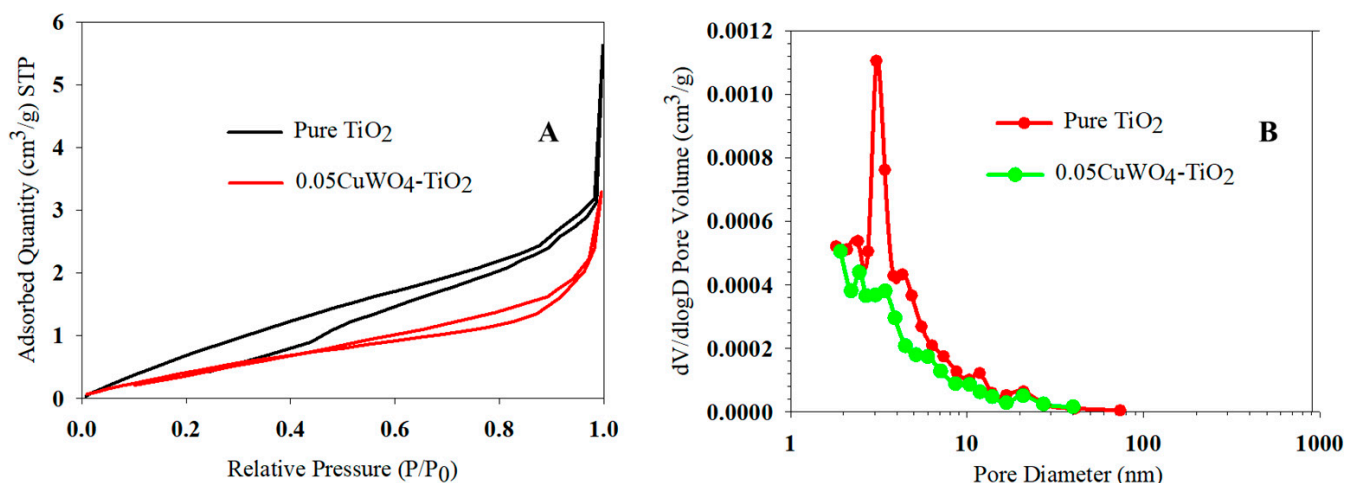 A
Adsorbed Quantity (cm³/g) STP
6
5
4
3
2
1
0
Pure TiO₂
0.05CuWO₄-TiO₂
0.0 0.2 0.4 0.6 0.8 1.0
Relative Pressure (P/P₀)
B
dV/dlogD Pore Volume (cm³/g)
0.0012
0.0010
0.0008
0.0006
0.0004
0.0002
0.0000
Pure TiO₂
0.05CuWO₄-TiO₂
1 10 100 1000
Pore Diameter (nm)